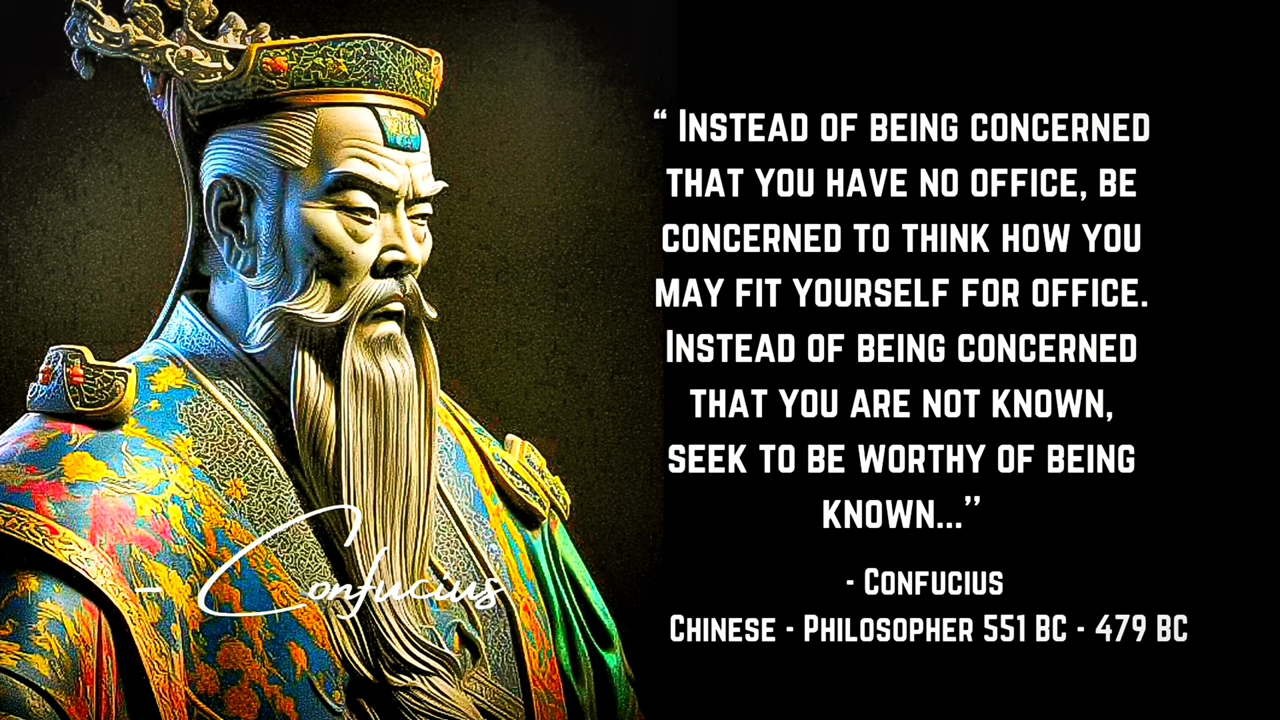 “ Instead of being concerned
that you have no office, be
concerned to think how you
may fit yourself for office.
Instead of being concerned
that you are not known,
seek to be worthy of being
known...’’
- Confucius
Chinese - Philosopher 551 BC - 479 BC
- Confucius